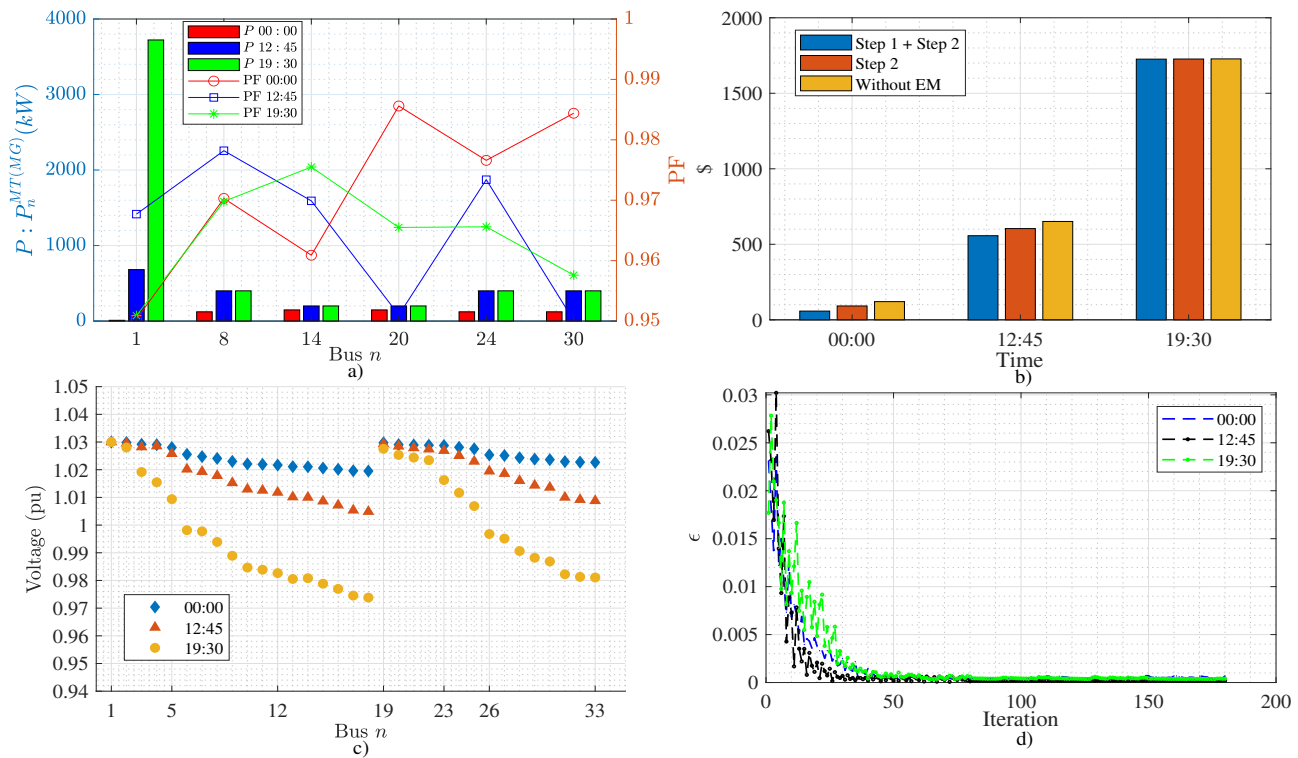 4000
3000
2000
1000
0
P : P_n^{MT(MG)}(kW)
P 00 : 00
P 12 : 45
P 19 : 30
PF 00:00
PF 12:45
PF 19:30
1
0.99
0.98
0.97
0.96
0.95
PF
1 8 14 20 24 30
Bus n
a)
2000
1500
1000
500
0
$
Step 1 + Step 2
Step 2
Without EM
00:00 12:45 19:30
Time
b)
1.05
1.04
1.03
1.02
1.01
1
0.99
0.98
0.97
0.96
0.95
0.94
Voltage (pu)
00:00
12:45
19:30
1 5 12 19 23 26 33
Bus n
c)
0.03
0.025
0.02
0.015
0.01
0.005
0
ϵ
00:00
12:45
19:30
0 50 100 150 200
Iteration
d)